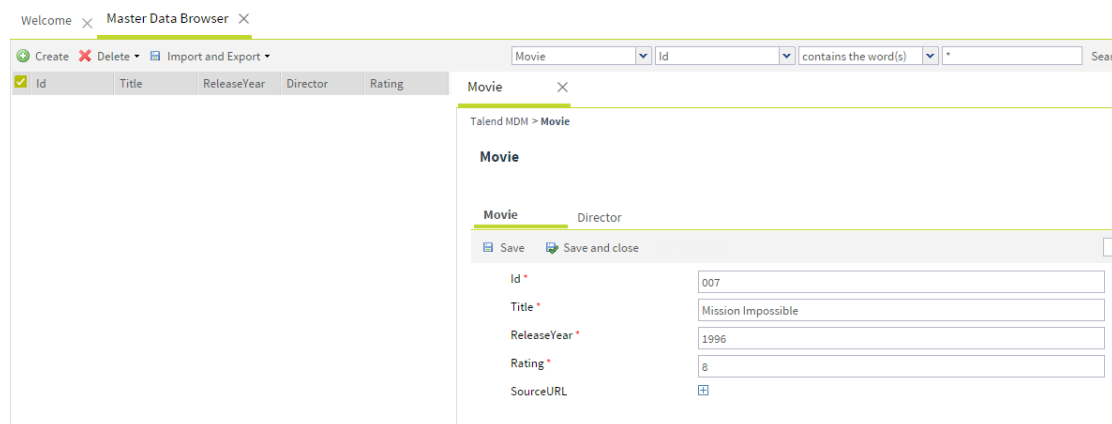 Welcome Master Data Browser
Create Delete Import and Export Movie Id contains the word(s) *
Id Title ReleaseYear Director Rating
Movie
Talend MDM > Movie
Movie
Movie Director
Save Save and close
Id *
007
Title *
Mission Impossible
ReleaseYear *
1996
Rating *
8
SourceURL